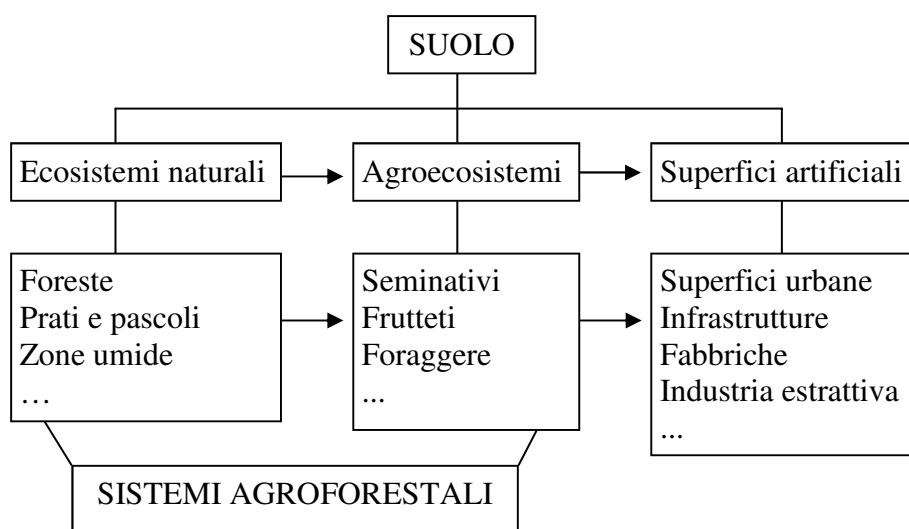 SUOLO
Ecosistemi naturali
Agroecosistemi
Superfici artificiali
Foreste
Prati e pascoli
Zone umide
…
Seminativi
Frutteti
Foraggere
...
Superfici urbane
Infrastrutture
Fabbriche
Industria estrattiva
...
SISTEMI AGROFORESTALI